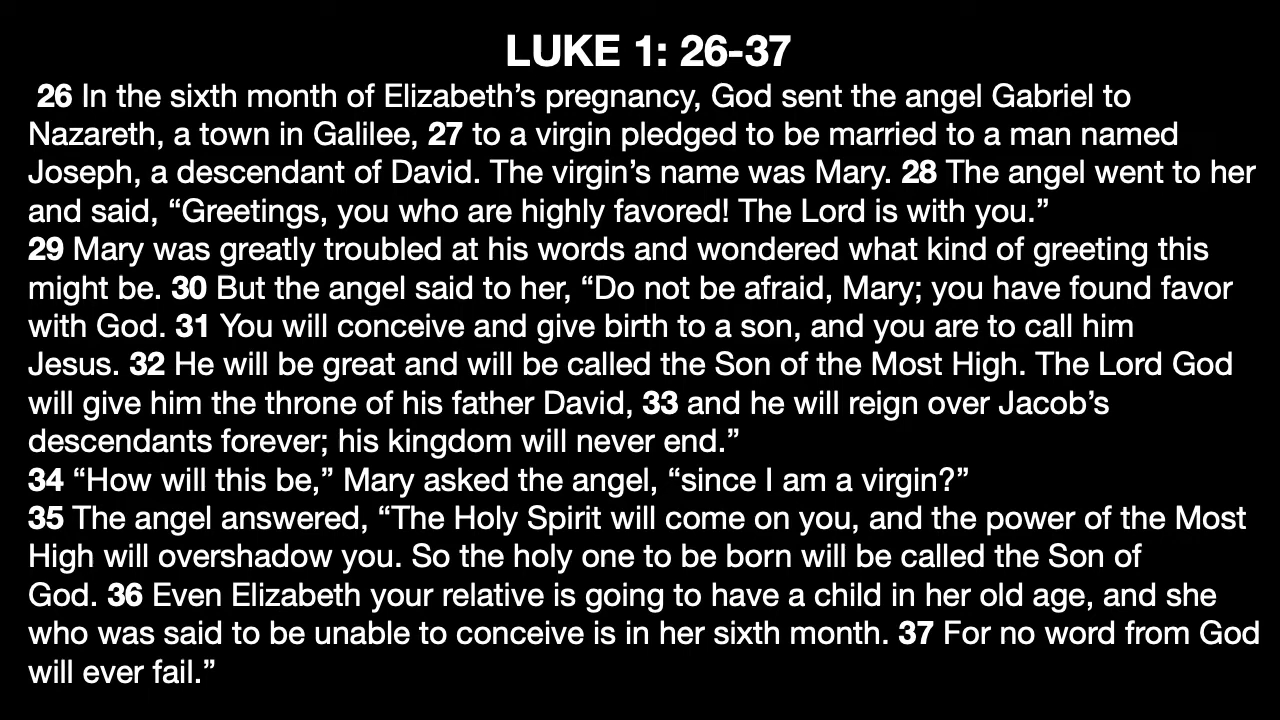 LUKE 1: 26-37
26 In the sixth month of Elizabeth’s pregnancy, God sent the angel Gabriel to
Nazareth, a town in Galilee, 27 to a virgin pledged to be married to a man named
Joseph, a descendant of David. The virgin’s name was Mary. 28 The angel went to her
and said, “Greetings, you who are highly favored! The Lord is with you.”
29 Mary was greatly troubled at his words and wondered what kind of greeting this
might be. 30 But the angel said to her, “Do not be afraid, Mary; you have found favor
with God. 31 You will conceive and give birth to a son, and you are to call him
Jesus. 32 He will be great and will be called the Son of the Most High. The Lord God
will give him the throne of his father David, 33 and he will reign over Jacob’s
descendants forever; his kingdom will never end.”
34 “How will this be,” Mary asked the angel, “since I am a virgin?”
35 The angel answered, “The Holy Spirit will come on you, and the power of the Most
High will overshadow you. So the holy one to be born will be called the Son of
God. 36 Even Elizabeth your relative is going to have a child in her old age, and she
who was said to be unable to conceive is in her sixth month. 37 For no word from God
will ever fail.”